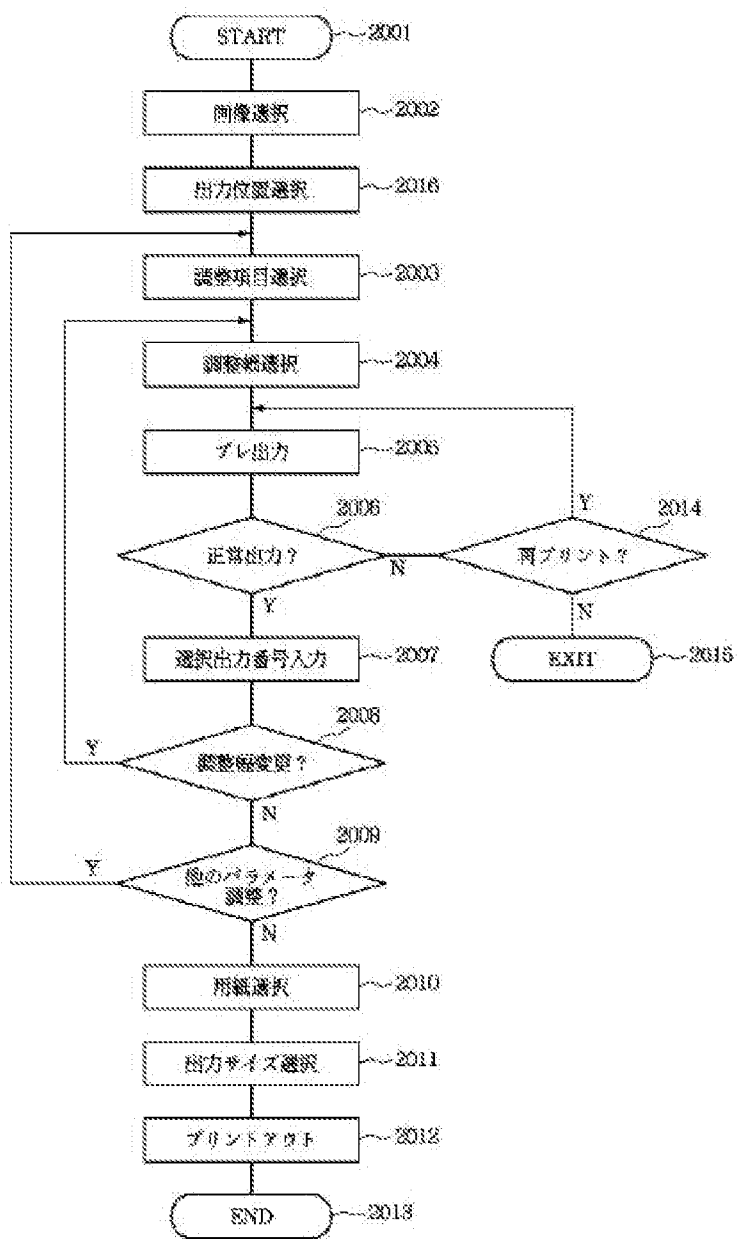 START
2001
画像選択
2002
出力位置選択
2016
調整項目選択
2003
調整紙選択
2004
プレ出力
2005
正常出力?
2006
Y
N
再プリント?
2014
Y
N
EXIT
2015
選択出力番号入力
2007
調整幅変更?
2008
Y
N
他のパラメータ
調整?
2009
Y
N
用紙選択
2010
出力サイズ選択
2011
プリントアウト
2012
END
2013